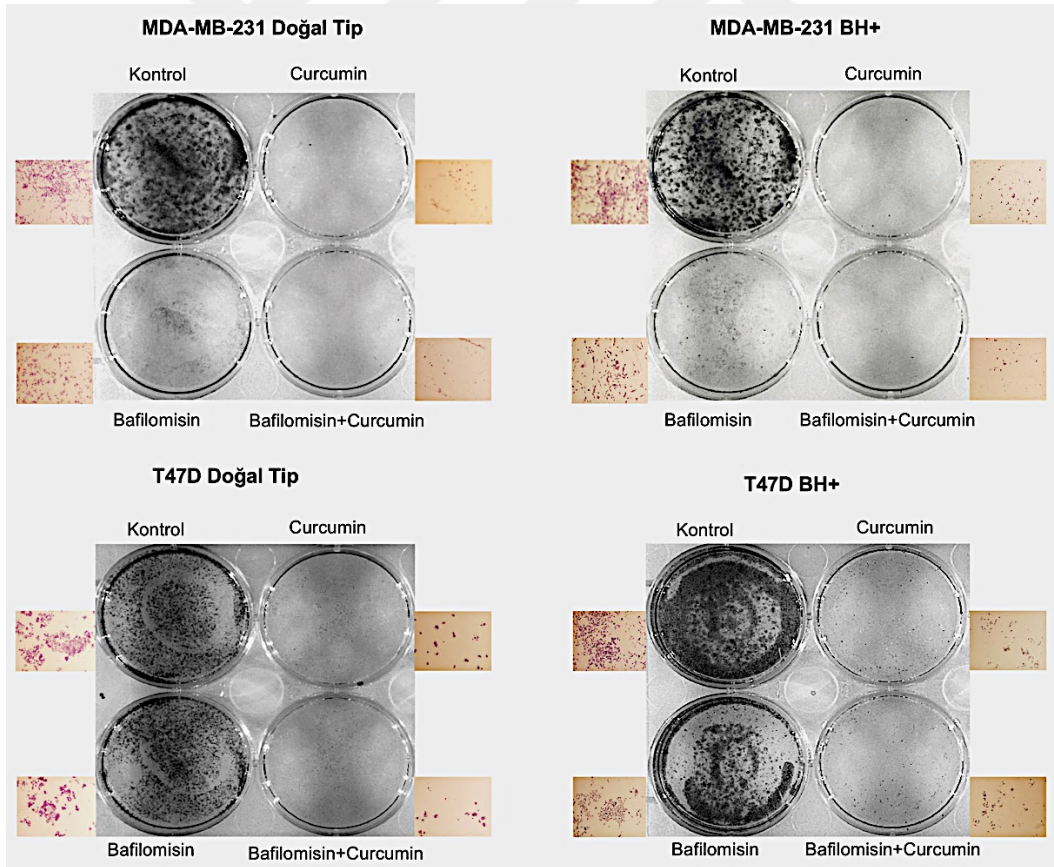 MDA-MB-231 Doğal Tip
Kontrol Curcumin
Bafilomisin Bafilomisin+Curcumin
MDA-MB-231 BH+
Kontrol Curcumin
Bafilomisin Bafilomisin+Curcumin
T47D Doğal Tip
Kontrol Curcumin
Bafilomisin Bafilomisin+Curcumin
T47D BH+
Kontrol Curcumin
Bafilomisin Bafilomisin+Curcumin